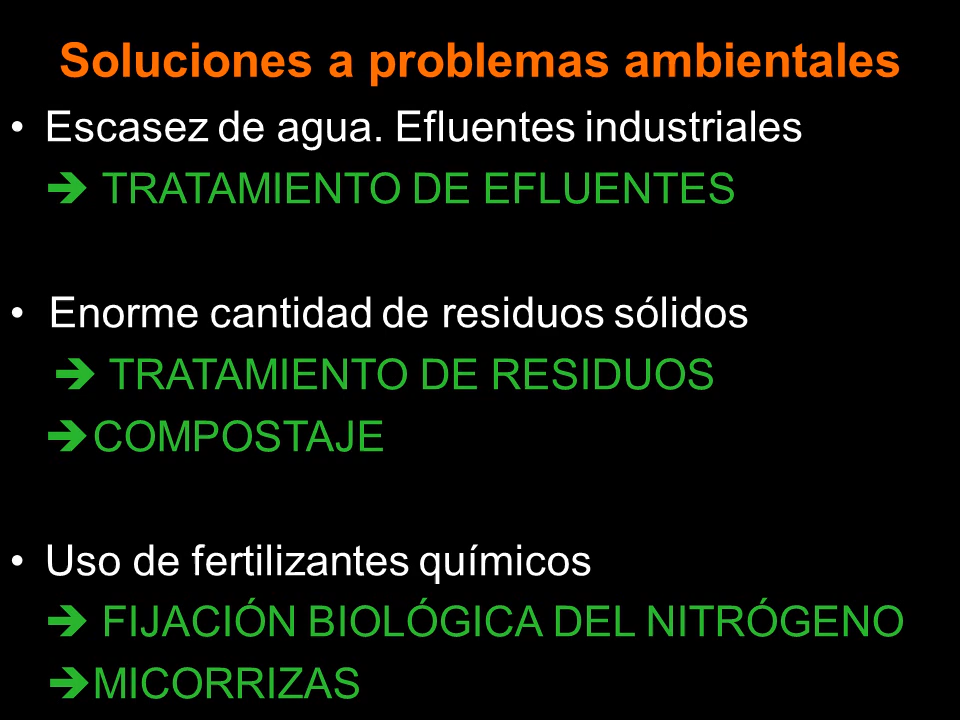 Soluciones a problemas ambientales
• Escasez de agua. Efluentes industriales
➔ TRATAMIENTO DE EFLUENTES
• Enorme cantidad de residuos sólidos
➔ TRATAMIENTO DE RESIDUOS
➔COMPOSTAJE
• Uso de fertilizantes químicos
➔ FIJACIÓN BIOLÓGICA DEL NITRÓGENO
➔MICORRIZAS